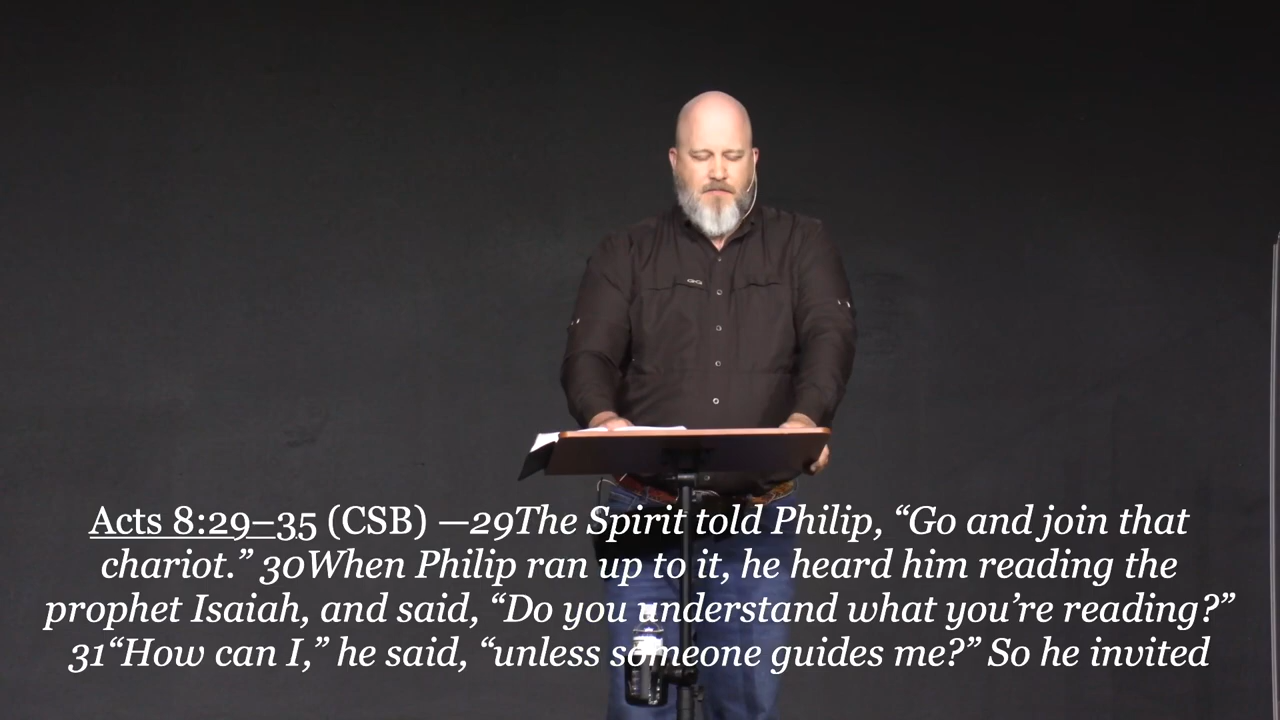 Acts 8:29–35 (CSB) —29The Spirit told Philip, “Go and join that
chariot.” 30When Philip ran up to it, he heard him reading the
prophet Isaiah, and said, “Do you understand what you’re reading?”
31“How can I,” he said, “unless someone guides me?” So he invited